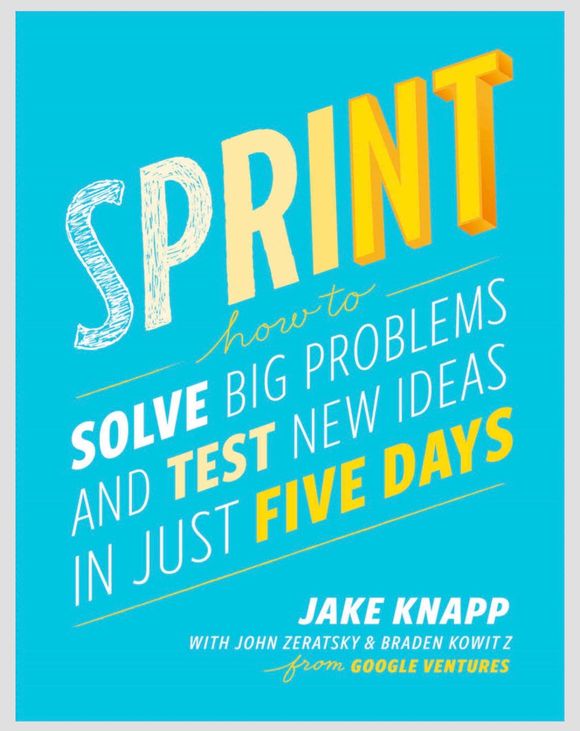 SPRINT
how to
SOLVE BIG PROBLEMS
AND TEST NEW IDEAS
IN JUST FIVE DAYS
JAKE KNAPP
WITH JOHN ZERATSKY & BRADEN KOWITZ
from GOOGLE VENTURES